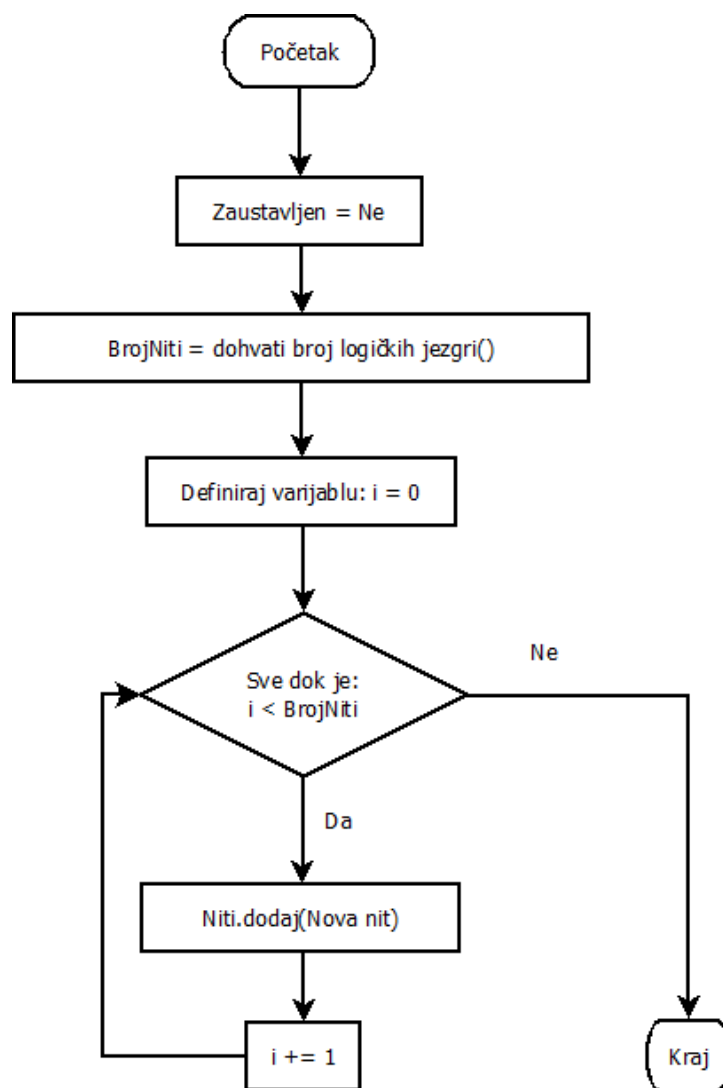 Početak
Zaustavljen = Ne
BrojNiti = dohvati broj logičkih jezgri()
Definiraj varijablu: i = 0
Sve dok je:
i < BrojNiti
Ne
Da
Niti.dodaj(Nova nit)
i += 1
Kraj